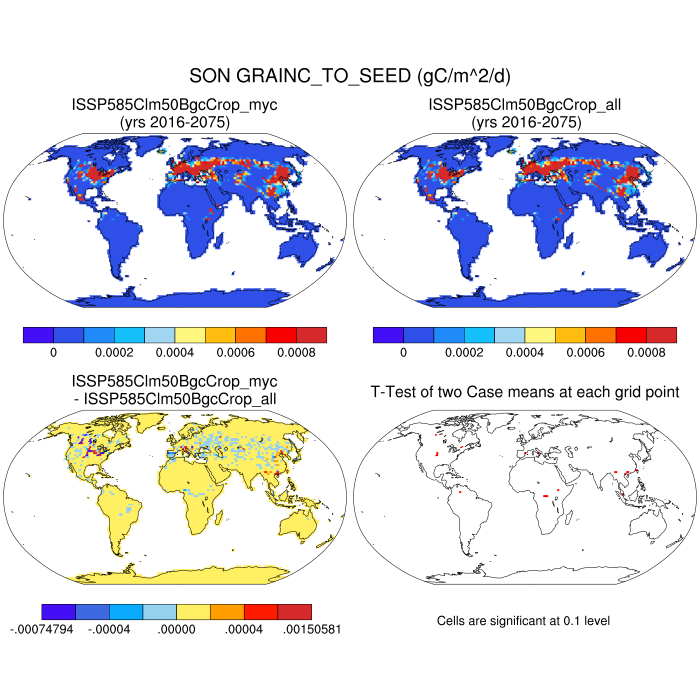 SON GRAINC_TO_SEED (gC/m^2/d)
ISSP585Clm50BgcCrop_myc
(yrs 2016-2075)
ISSP585Clm50BgcCrop_all
(yrs 2016-2075)
0 0.0002 0.0004 0.0006 0.0008
0 0.0002 0.0004 0.0006 0.0008
ISSP585Clm50BgcCrop_myc
- ISSP585Clm50BgcCrop_all
T-Test of two Case means at each grid point
-.00074794 -.00004 .00000 .00004 .00150581
Cells are significant at 0.1 level